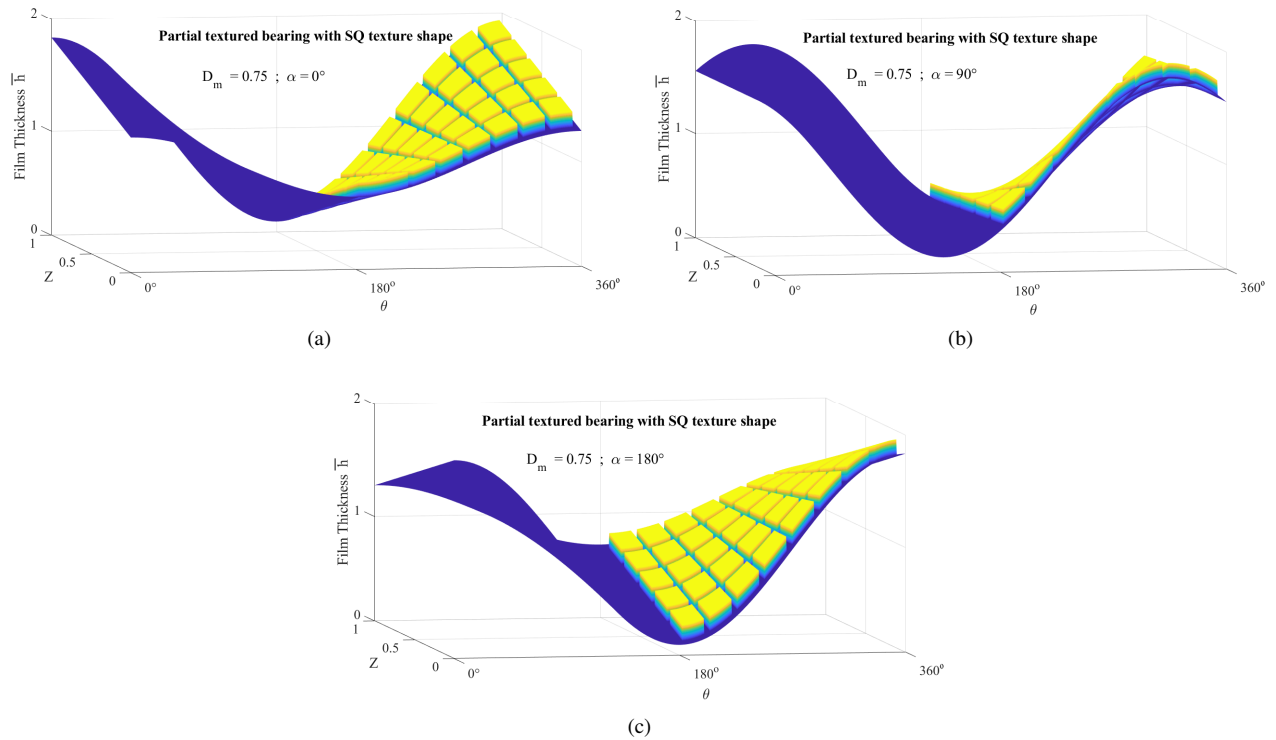 Partial textured bearing with SQ texture shape
Dm = 0.75 ; α = 0°
Film Thickness h̅
2
1
0
1
0.5
0
Z
0°
180°
360°
θ
(a)
Partial textured bearing with SQ texture shape
Dm = 0.75 ; α = 90°
Film Thickness h̅
2
1
0
1
0.5
0
Z
0°
180°
360°
θ
(b)
Partial textured bearing with SQ texture shape
Dm = 0.75 ; α = 180°
Film Thickness h̅
2
1
0
1
0.5
0
Z
0°
180°
360°
θ
(c)